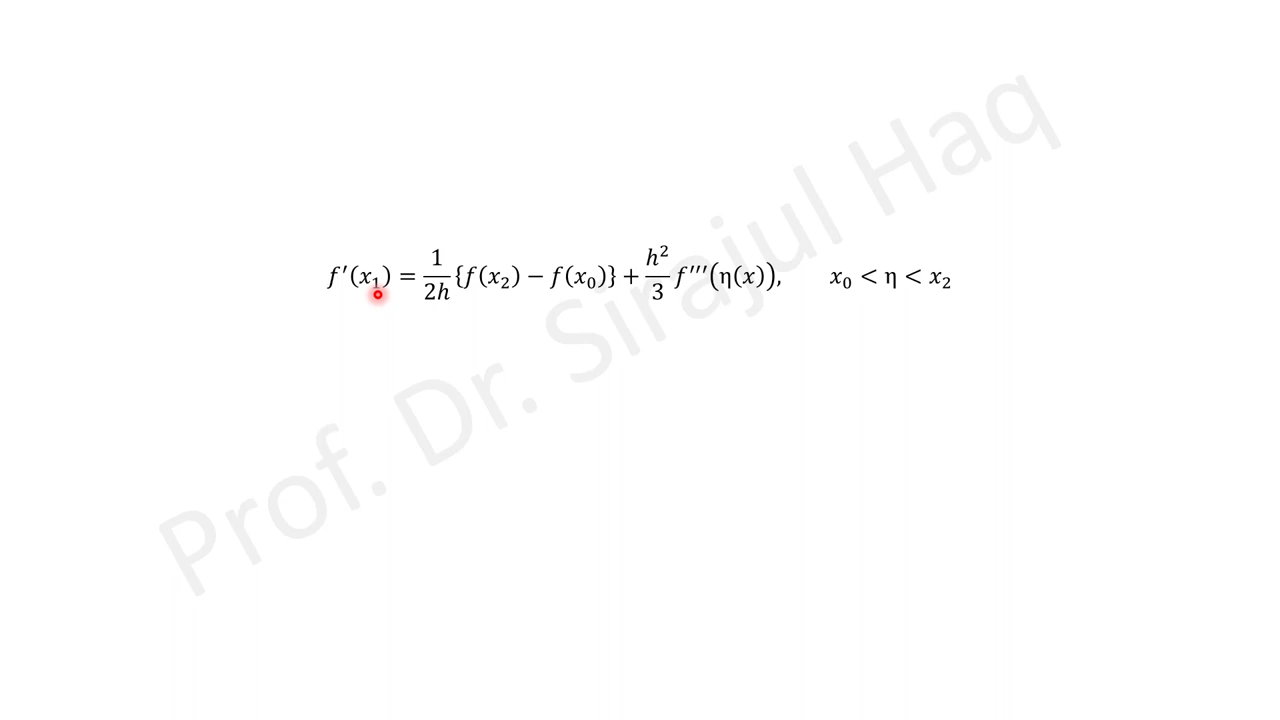 f′(x₁) = 1/2h {f(x₂) − f(x₀)} + h²/3 f‴(η(x)), x₀ < η < x₂
Prof. Dr. Sirajul Haq